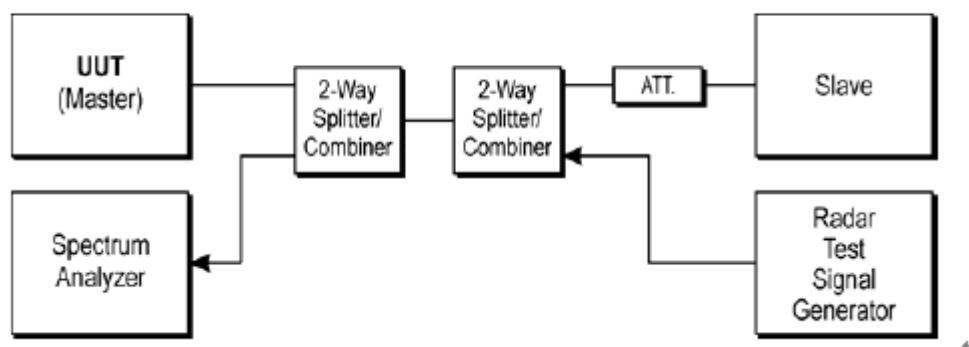 UUT
(Master)
2-Way
Splitter/
Combiner
2-Way
Splitter/
Combiner
ATT.
Slave
Spectrum
Analyzer
Radar
Test
Signal
Generator